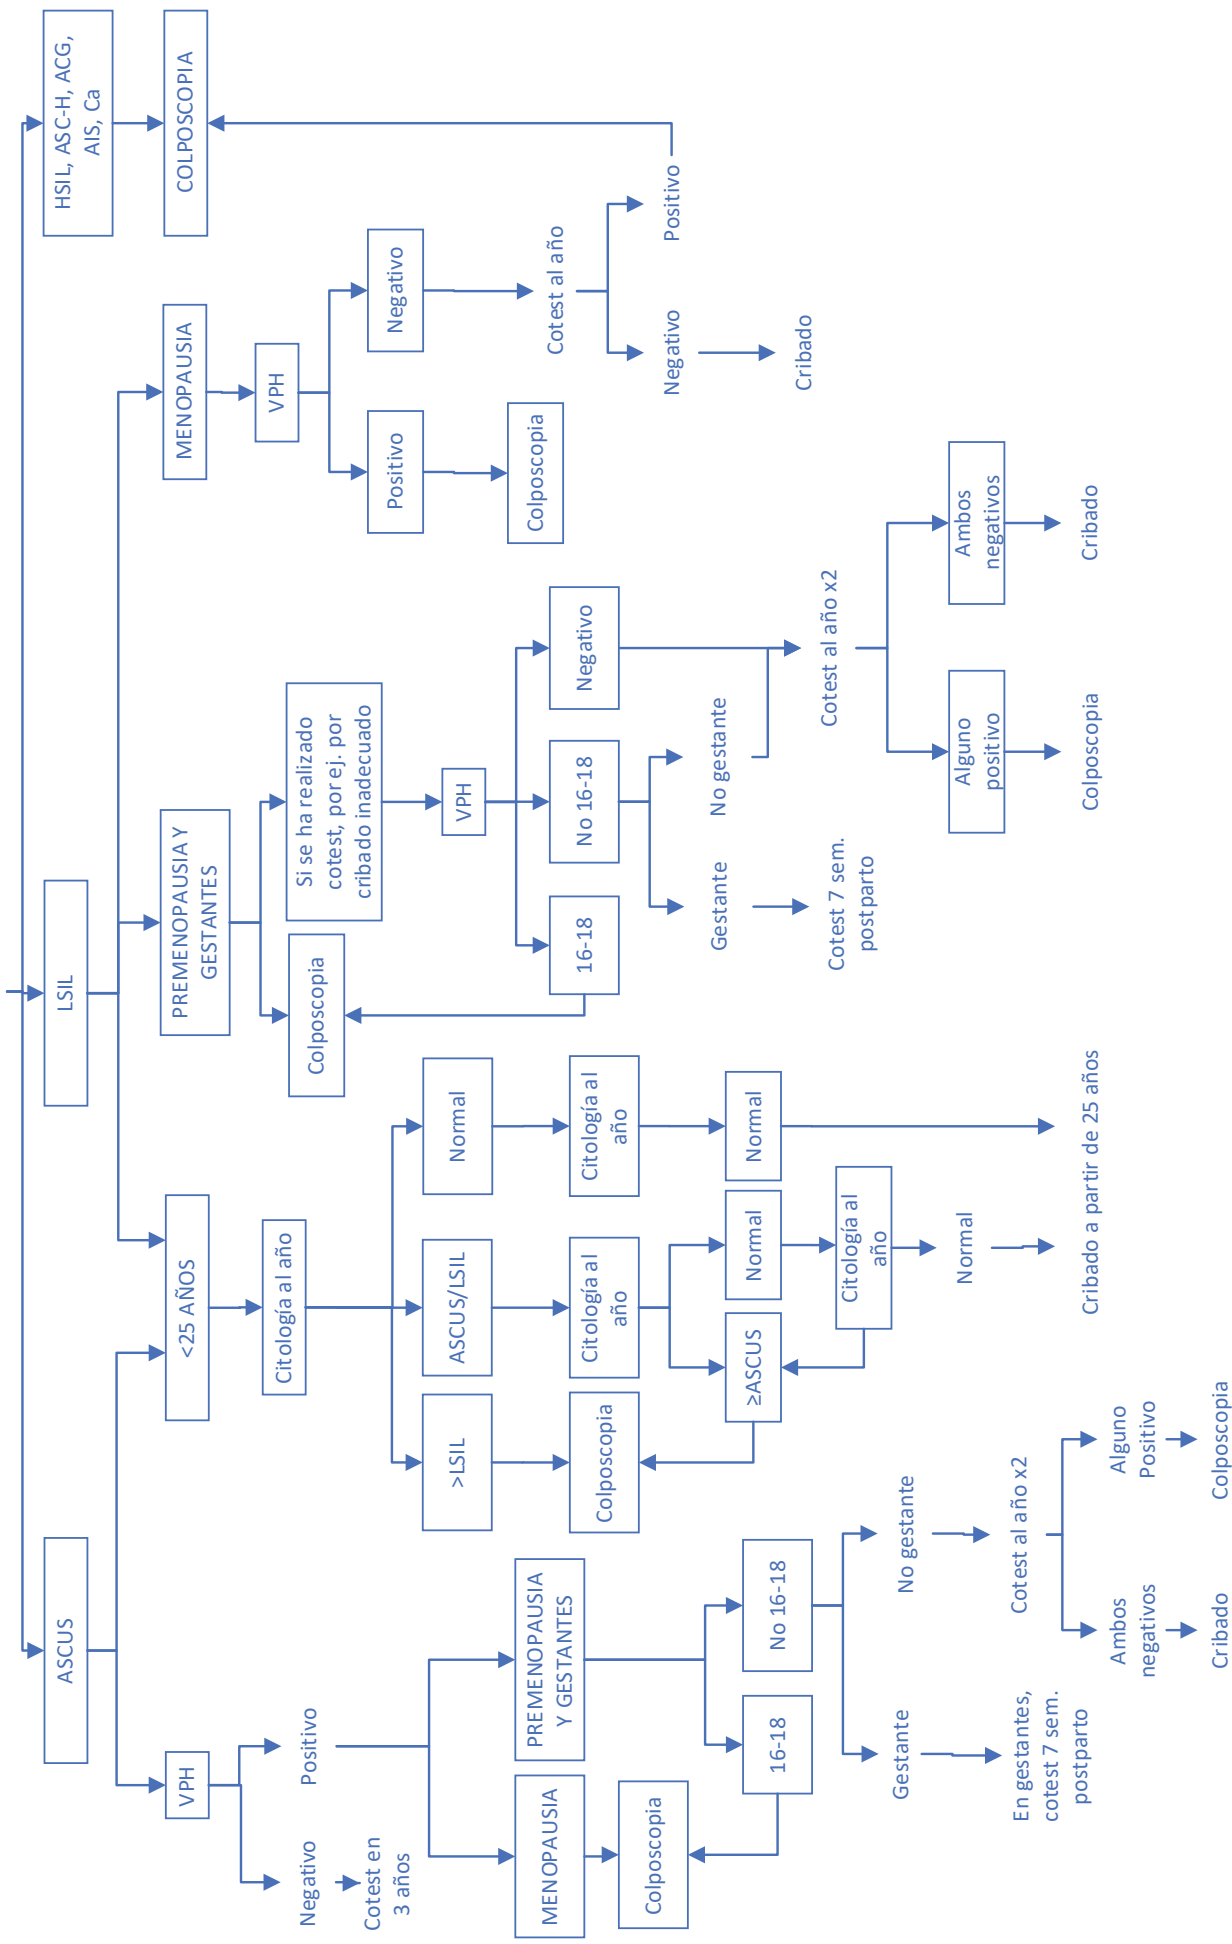 ASCUS
LSIL
HSIL, ASC-H, ACG,
AIS, Ca
VPH
<25 AÑOS
PREMENOPAUSIA Y
GESTANTES
MENOPAUSIA
COLPOSCOPIA
Negativo
Positivo
Citología al año
Colposcopia
Si se ha realizado
cotest, por ej. por
cribado inadecuado
VPH
Cotest en
3 años
Positivo
Negativo
>LSIL
ASCUS/LSIL
Normal
VPH
MENOPAUSIA
PREMENOPAUSIA
Y GESTANTES
Colposcopia
Cotest al año
Colposcopia
Citología al
año
Citología al
año
16-18
No 16-18
Negativo
Colposcopia
Negativo
Positivo
16-18
No 16-18
≥ASCUS
Normal
Normal
Gestante
No gestante
Cribado
Citología al
año
Cotest 7 sem.
postparto
Cotest al año x2
Gestante
No gestante
Normal
Alguno
positivo
Ambos
negativos
En gestantes,
cotest 7 sem.
postparto
Cotest al año x2
Cribado a partir de 25 años
Colposcopia
Cribado
Ambos
negativos
Alguno
Positivo
Cribado
Colposcopia